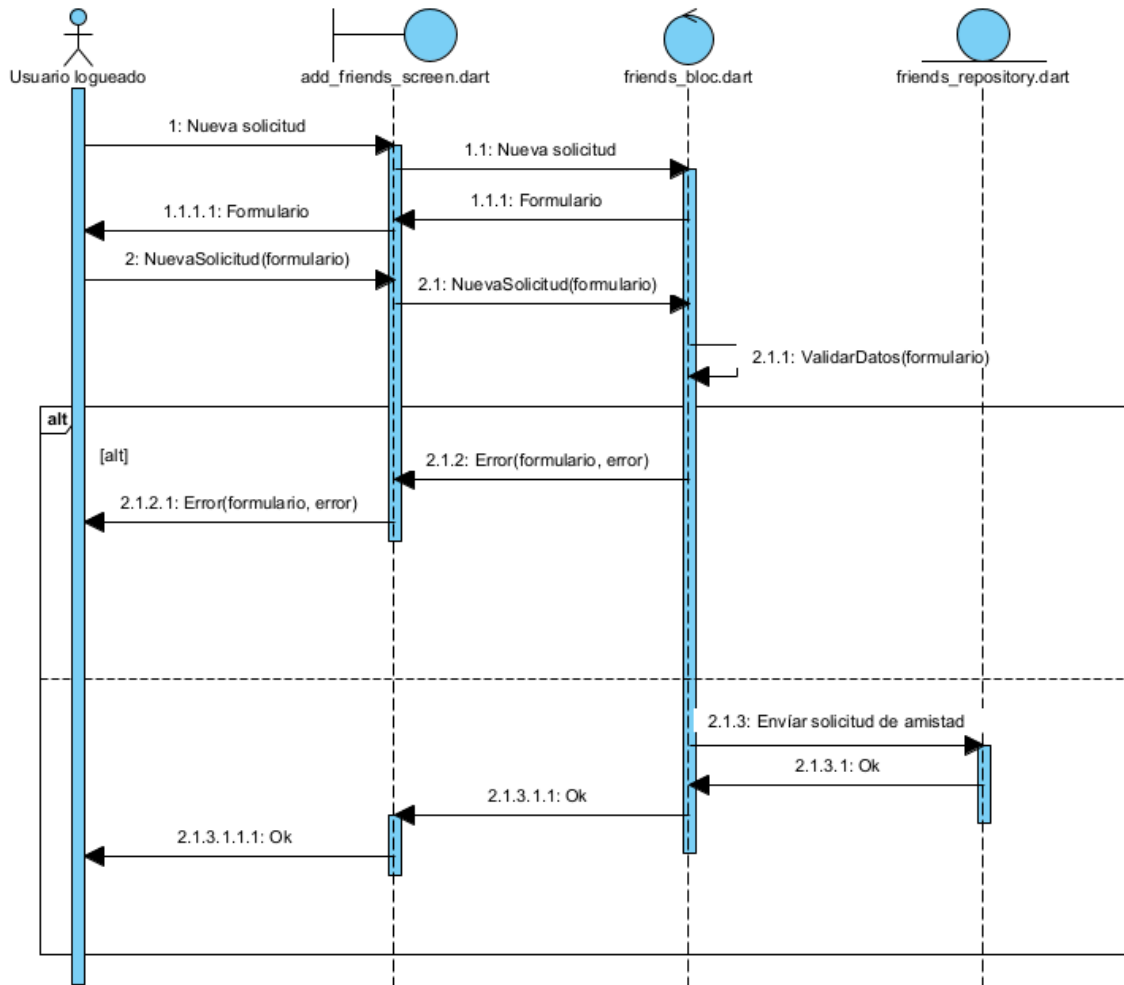 Usuario logueado
add_friends_screen.dart
friends_bloc.dart
friends_repository.dart
1: Nueva solicitud
1.1: Nueva solicitud
1.1.1: Formulario
1.1.1.1: Formulario
2: NuevaSolicitud(formulario)
2.1: NuevaSolicitud(formulario)
2.1.1: ValidarDatos(formulario)
alt
[alt]
2.1.2: Error(formulario, error)
2.1.2.1: Error(formulario, error)
2.1.3: Envíar solicitud de amistad
2.1.3.1: Ok
2.1.3.1.1: Ok
2.1.3.1.1.1: Ok